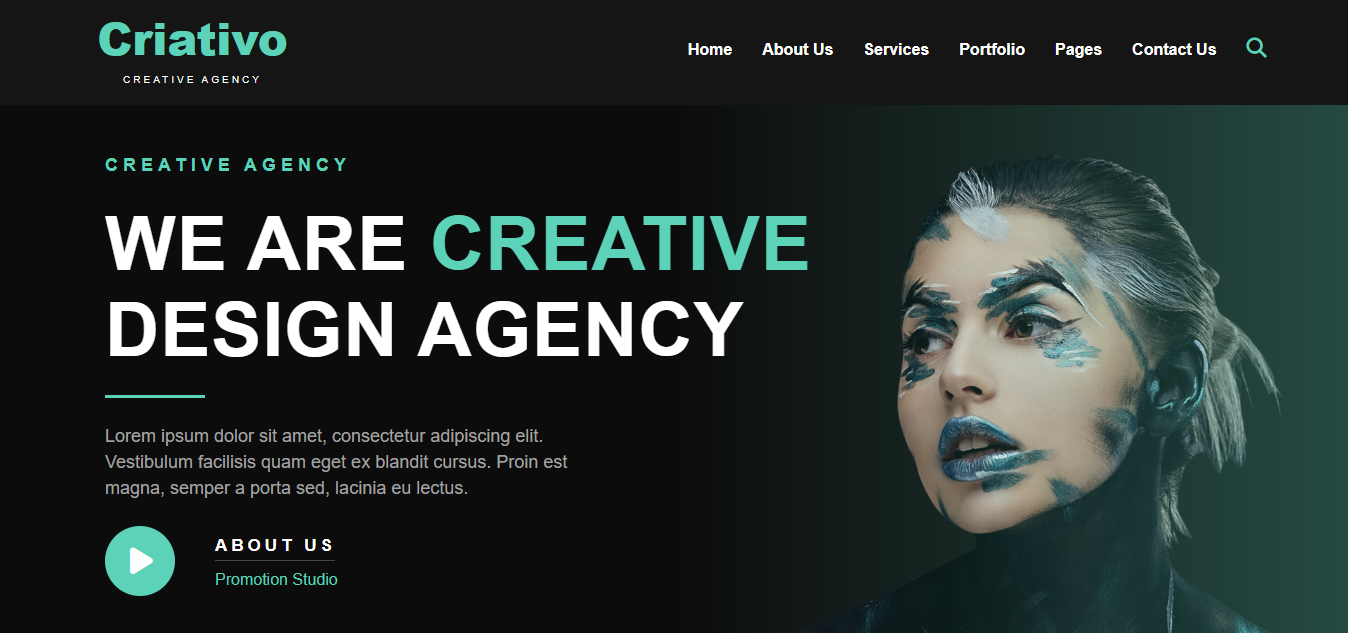 Criativo
CREATIVE AGENCY
Home About Us Services Portfolio Pages Contact Us
CREATIVE AGENCY
WE ARE CREATIVE
DESIGN AGENCY
Lorem ipsum dolor sit amet, consectetur adipiscing elit.
Vestibulum facilisis quam eget ex blandit cursus. Proin est
magna, semper a porta sed, lacinia eu lectus.
ABOUT US
Promotion Studio